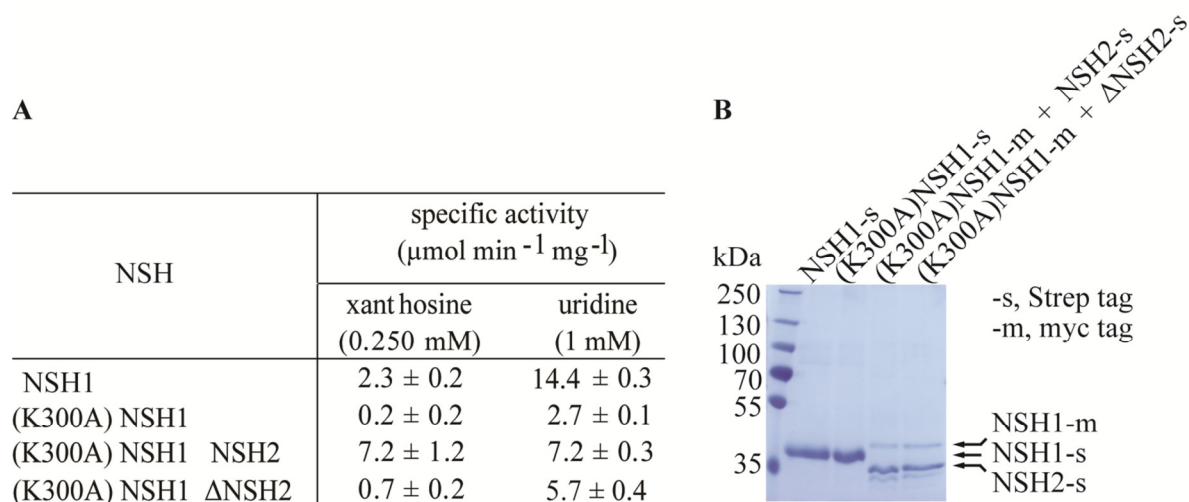 A
NSH
specific activity
(µmol min -1 mg-1)
xant hosine
(0.250 mM)
uridine
(1 mM)
NSH1 2.3 ± 0.2 14.4 ± 0.3
(K300A) NSH1 0.2 ± 0.2 2.7 ± 0.1
(K300A) NSH1 NSH2 7.2 ± 1.2 7.2 ± 0.3
(K300A) NSH1 ΔNSH2 0.7 ± 0.2 5.7 ± 0.4
B
NSH1-s
(K300A)NSH1-s
(K300A)NSH1-m + NSH2-s
(K300A)NSH1-m + ΔNSH2-s
kDa
250
130
100
70
55
35
-s, Strep tag
-m, myc tag
NSH1-m
NSH1-s
NSH2-s